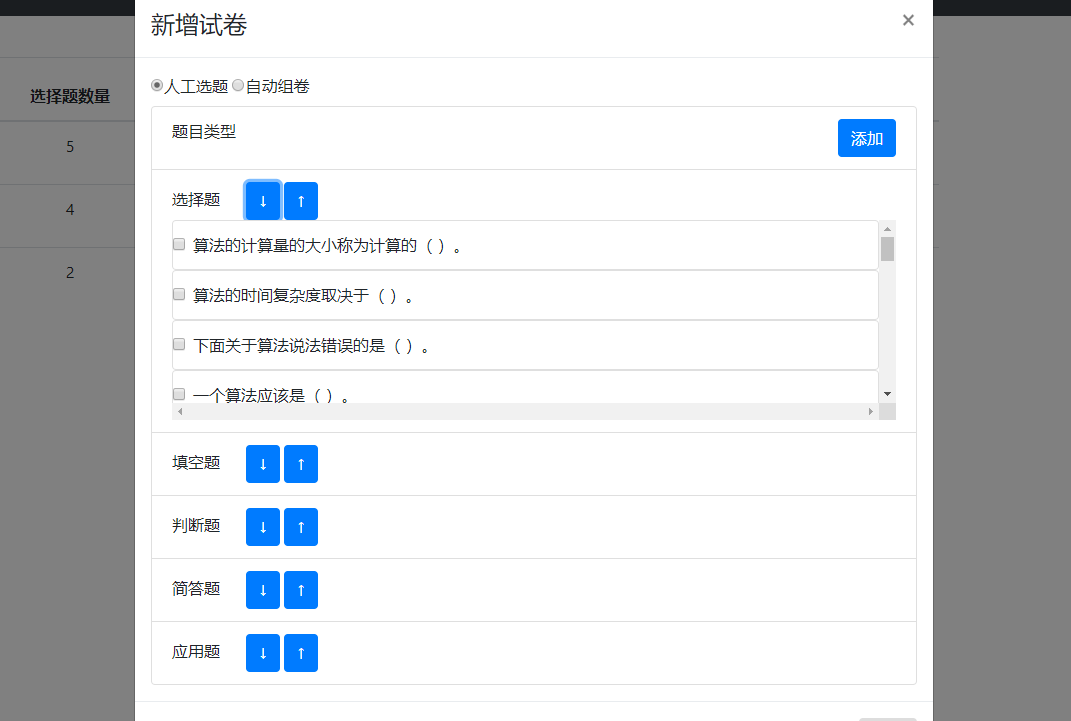 新增试卷 ×
人工选题 自动组卷
选择题数量
5
4
2
题目类型 添加
选择题 ↓ ↑
算法的计算量的大小称为计算的（ ）。
算法的时间复杂度取决于（ ）。
下面关于算法说法错误的是（ ）。
一个算法应该是（ ）。
填空题 ↓ ↑
判断题 ↓ ↑
简答题 ↓ ↑
应用题 ↓ ↑